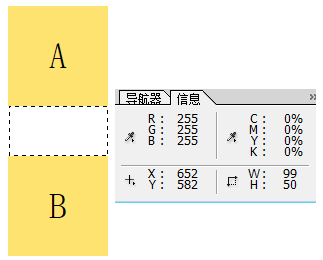 A
导航器 信息
R： 255 C： 0%
G： 255 M： 0%
B： 255 Y： 0%
K： 0%
X： 652 W： 99
Y： 582 H： 50
B